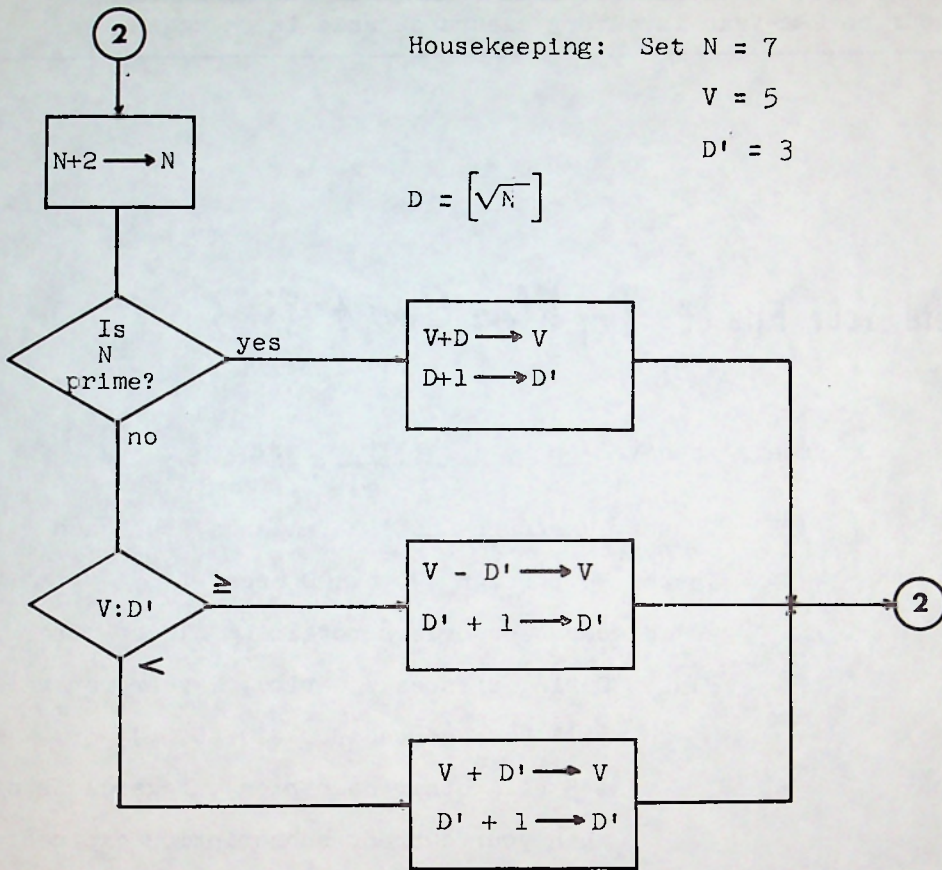 2
Housekeeping: Set N = 7
V = 5
D' = 3
N+2 → N
D = [√N]
Is
N
prime?
yes
V+D → V
D+1 → D'
no
V:D'
≥
V - D' → V
D' + 1 → D'
2
<
V + D' → V
D' + 1 → D'